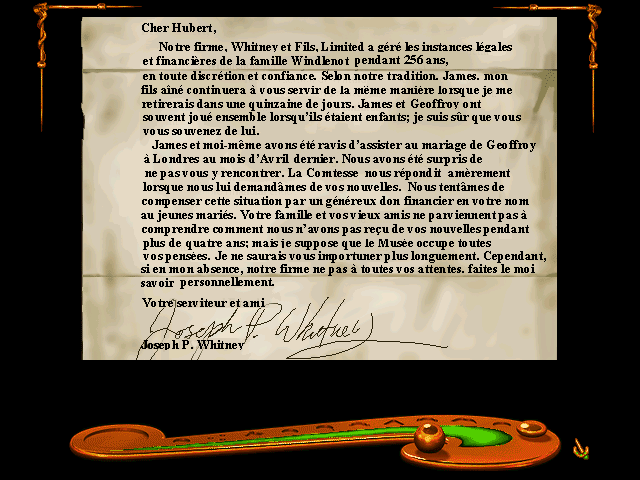 Cher Hubert,
Notre firme, Whitney et Fils, Limited a géré les instances légales
et financières de la famille Windlenot pendant 256 ans,
en toute discrétion et confiance. Selon notre tradition. James. mon
fils aîné continuera à vous servir de la même manière lorsque je me
retirerais dans une quinzaine de jours. James et Geoffroy ont
souvent joué ensemble lorsqu'ils étaient enfants; je suis sûr que vous
vous souvenez de lui.
James et moi-même avons été ravis d'assister au mariage de Geoffroy
à Londres au mois d'Avril dernier. Nous avons été surpris de
ne pas vous y rencontrer. La Comtesse nous répondit amèrement
lorsque nous lui demandâmes de vos nouvelles. Nous tentâmes de
compenser cette situation par un généreux don financier en votre nom
au jeunes mariés. Votre famille et vos vieux amis ne parviennent pas à
comprendre comment nous n'avons pas reçu de vos nouvelles pendant
plus de quatre ans; mais je suppose que le Musée occupe toutes
vos pensées. Je ne saurais vous importuner plus longuement. Cependant,
si en mon absence, notre firme ne pas à toutes vos attentes. faites le moi
savoir personnellement.
Votre serviteur et ami
Joseph P. Whitney
Joseph P. Whitney